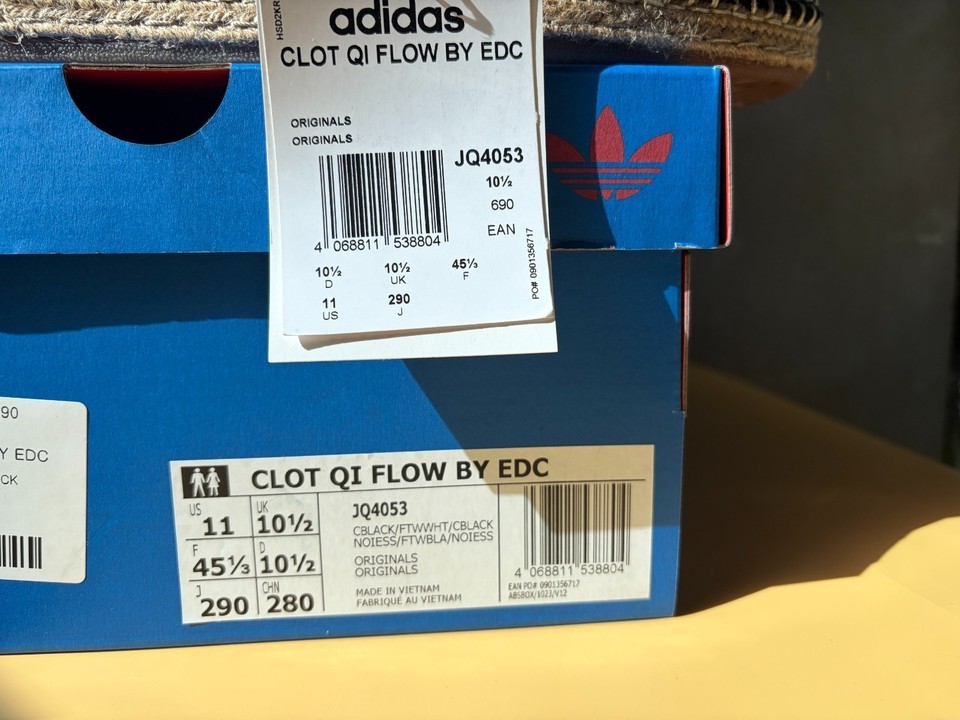 HSD2KR
adidas
CLOT QI FLOW BY EDC
ORIGINALS
ORIGINALS
JQ4053
10½
690
EAN
4 068811 538804
PO# 0901356717
10½ 10½ 45⅓
D UK F
11 290
US J
90
Y EDC
CK
CLOT QI FLOW BY EDC
US UK
11 10½
F D
45⅓ 10½
J CHN
290 280
JQ4053
CBLACK/FTWWHT/CBLACK
NOIESS/FTWBLA/NOIESS
ORIGINALS
ORIGINALS
MADE IN VIETNAM
FABRIQUÉ AU VIETNAM
4 068811 538804
EAN PO# 0901356717
ABSBOX/1023/V12